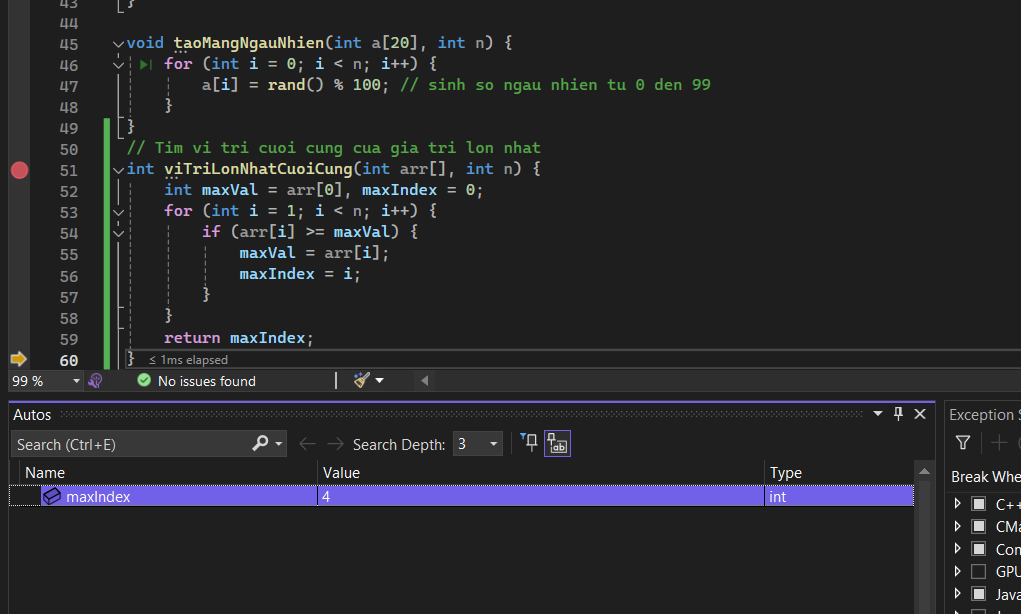 43 }
44
45 void taoMangNgauNhien(int a[20], int n) {
46 for (int i = 0; i < n; i++) {
47 a[i] = rand() % 100; // sinh so ngau nhien tu 0 den 99
48 }
49 }
50 // Tim vi tri cuoi cung cua gia tri lon nhat
51 int viTriLonNhatCuoiCung(int arr[], int n) {
52 int maxVal = arr[0], maxIndex = 0;
53 for (int i = 1; i < n; i++) {
54 if (arr[i] >= maxVal) {
55 maxVal = arr[i];
56 maxIndex = i;
57 }
58 }
59 return maxIndex;
60 } ≤ 1ms elapsed
99 % No issues found
Autos
Search (Ctrl+E) Search Depth: 3
Name Value Type
maxIndex 4 int
Exception S
Break Whe
C++
CMa
Con
GPU
Java